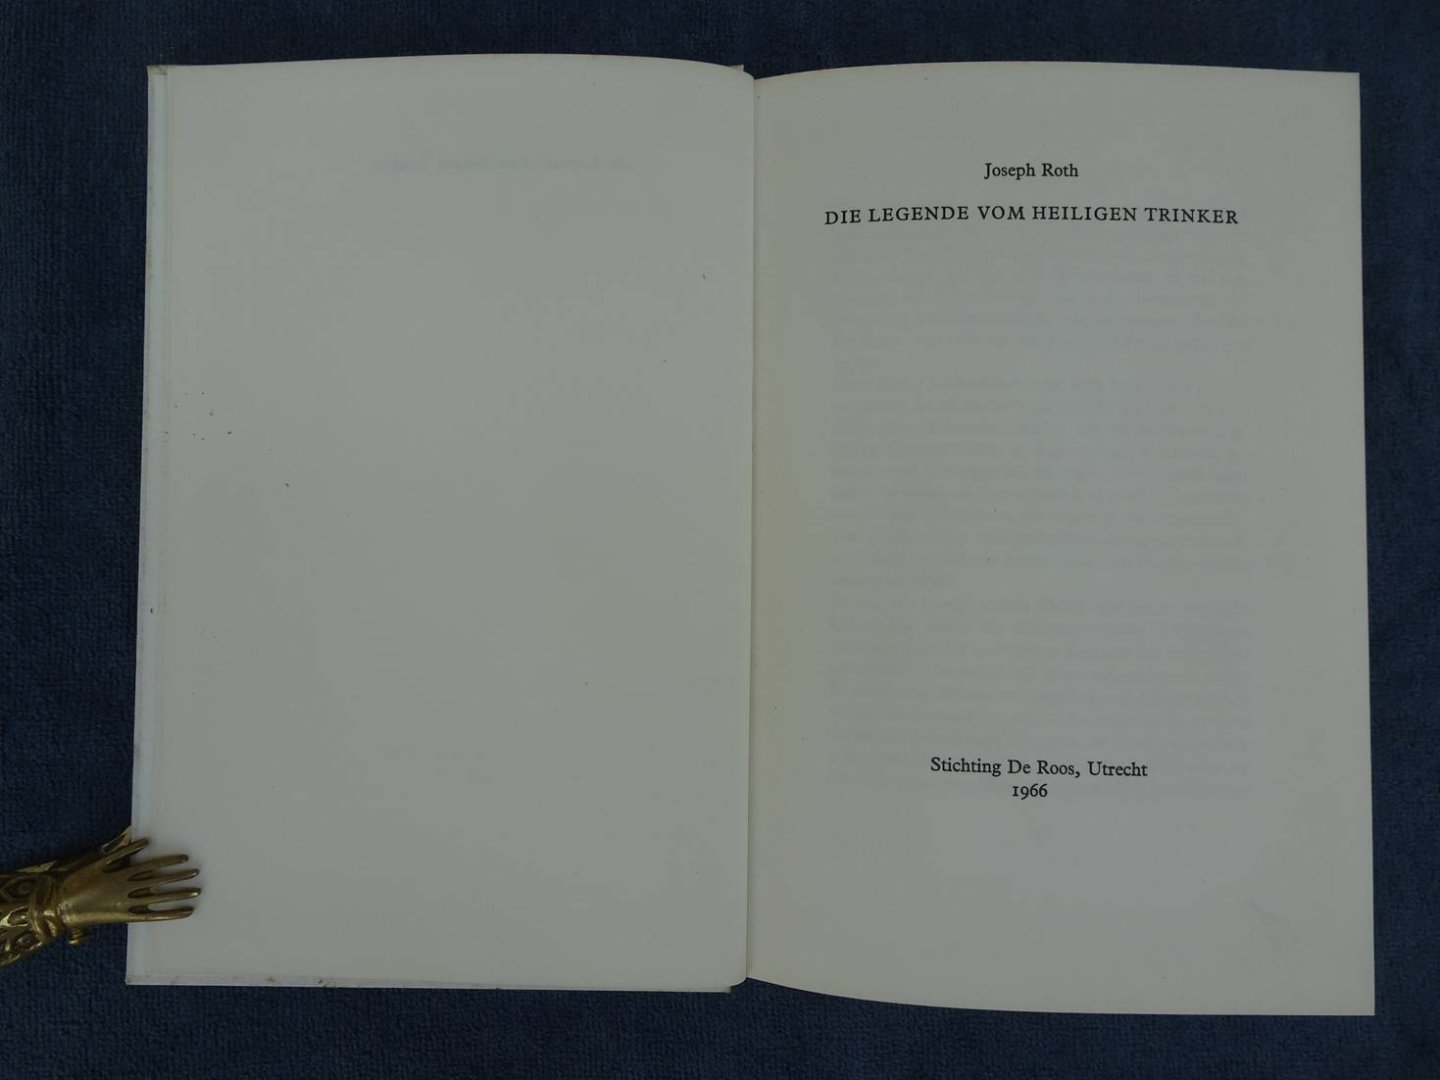 Joseph Roth
DIE LEGENDE VOM HEILIGEN TRINKER
Stichting De Roos, Utrecht
1966